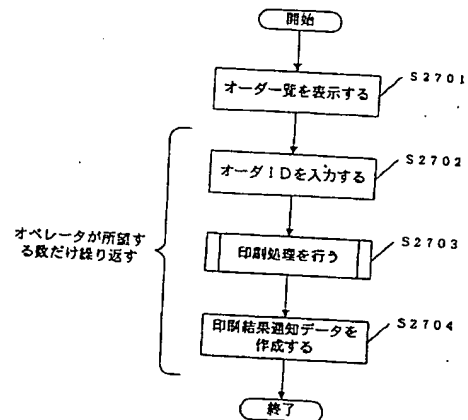 開始
オーダ一覧を表示する
S2701
オーダIDを入力する
S2702
オペレータが所望す
る数だけ繰り返す
印刷処理を行う
S2703
印刷結果通知データを
作成する
S2704
終了